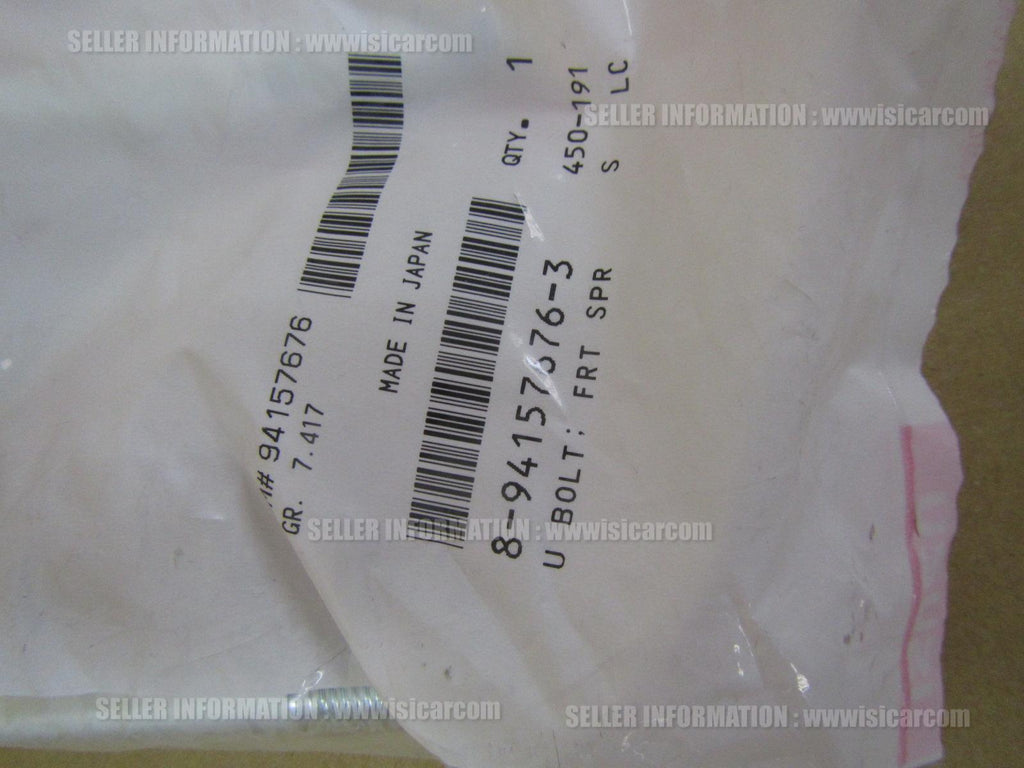 SELLER INFORMATION : wwwisicarcom
SELLER INFORMATION : wwwisicarcom
SELLER INFORMATION : wwwisicarcom
SELLER INFORMATION : wwwisicarcom
SELLER INFORMATION : wwwisicarcom
94157676
GR. 7.417
MADE IN JAPAN
8-94157676-3 QTY. 1
U BOLT; FRT SPR 450-191
S LC